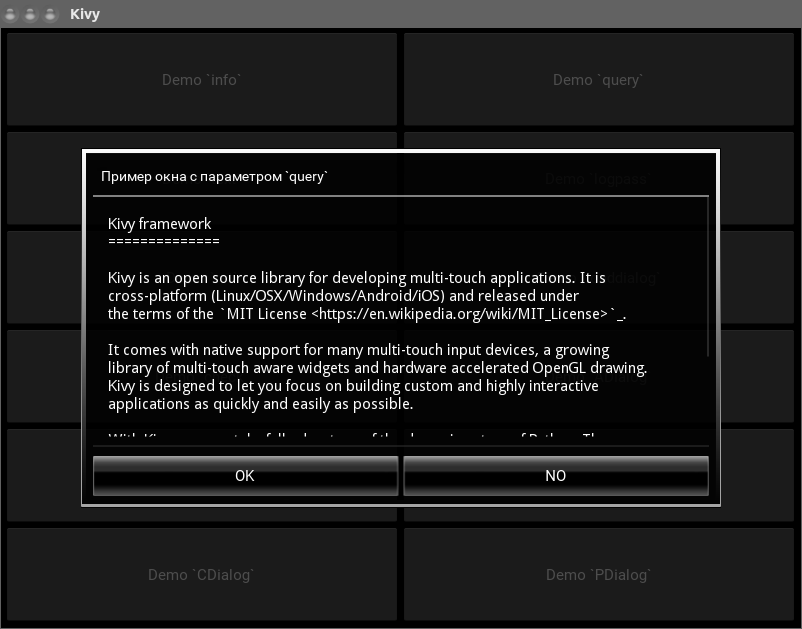 Kivy
Demo `info`
Demo `query`
Пример окна с параметром `query`
Kivy framework
==============
Kivy is an open source library for developing multi-touch applications. It is
cross-platform (Linux/OSX/Windows/Android/iOS) and released under
the terms of the `MIT License <https://en.wikipedia.org/wiki/MIT_License>`_.
It comes with native support for many multi-touch input devices, a growing
library of multi-touch aware widgets and hardware accelerated OpenGL drawing.
Kivy is designed to let you focus on building custom and highly interactive
applications as quickly and easily as possible.
OK
NO
Demo `CDialog`
Demo `PDialog`